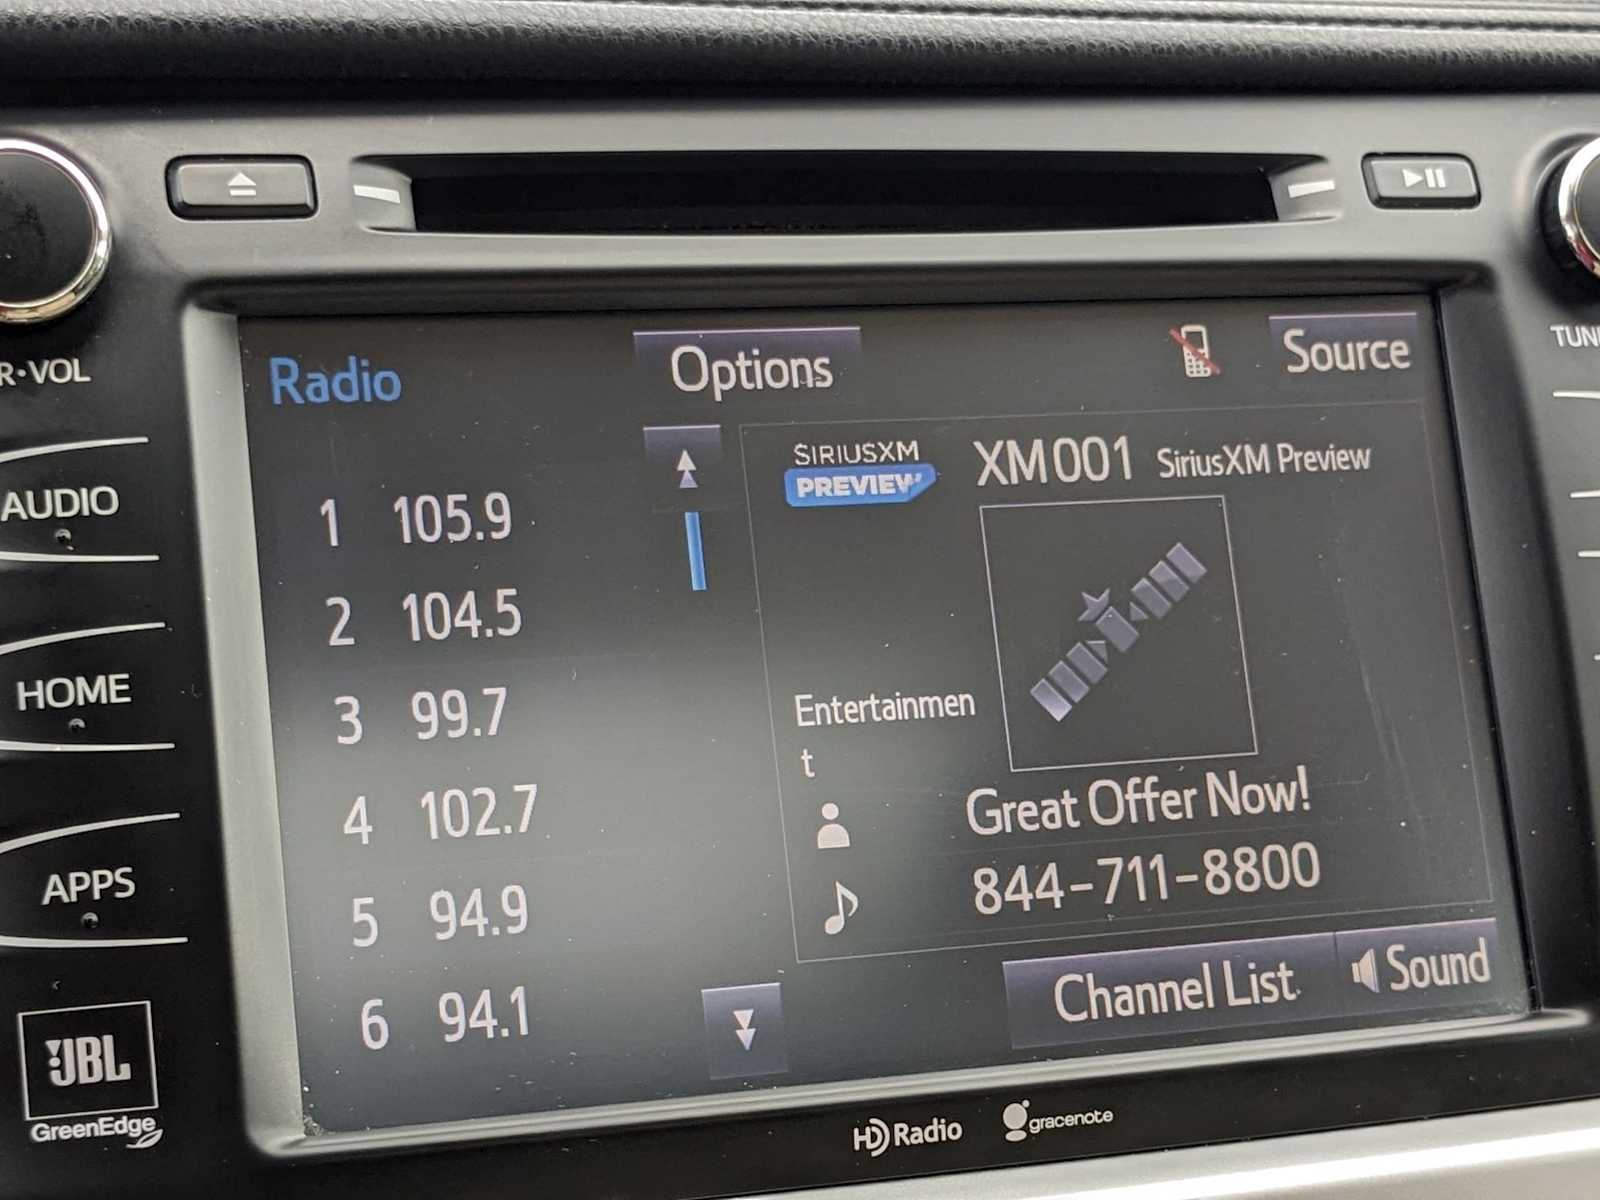 R•VOL
AUDIO
HOME
APPS
JBL
GreenEdge
TUN
Radio
Options
Source
1 105.9
2 104.5
3 99.7
4 102.7
5 94.9
6 94.1
SIRIUSXM
PREVIEW
XM001 SiriusXM Preview
Entertainmen
t
Great Offer Now!
844-711-8800
Channel List
Sound
HD Radio
gracenote